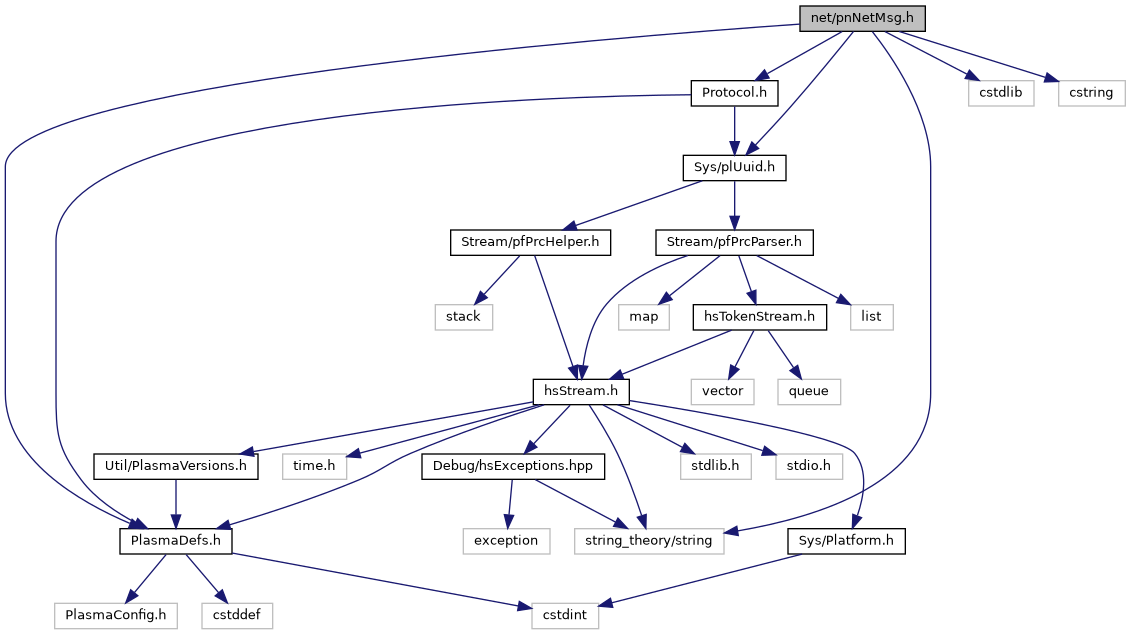 net/pnNetMsg.h
Protocol.h
cstdlib
cstring
Sys/plUuid.h
Stream/pfPrcHelper.h
Stream/pfPrcParser.h
stack
map
hsTokenStream.h
list
hsStream.h
vector
queue
Util/PlasmaVersions.h
time.h
Debug/hsExceptions.hpp
stdlib.h
stdio.h
PlasmaDefs.h
exception
string_theory/string
Sys/Platform.h
PlasmaConfig.h
cstddef
cstdint